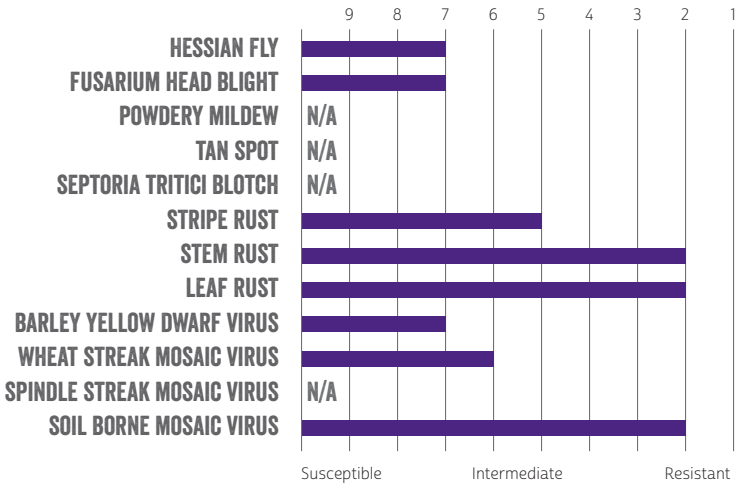 9 8 7 6 5 4 3 2 1
HESSIAN FLY
FUSARIUM HEAD BLIGHT
POWDERY MILDEW N/A
TAN SPOT N/A
SEPTORIA TRITICI BLOTCH N/A
STRIPE RUST
STEM RUST
LEAF RUST
BARLEY YELLOW DWARF VIRUS
WHEAT STREAK MOSAIC VIRUS
SPINDLE STREAK MOSAIC VIRUS N/A
SOIL BORNE MOSAIC VIRUS
Susceptible Intermediate Resistant